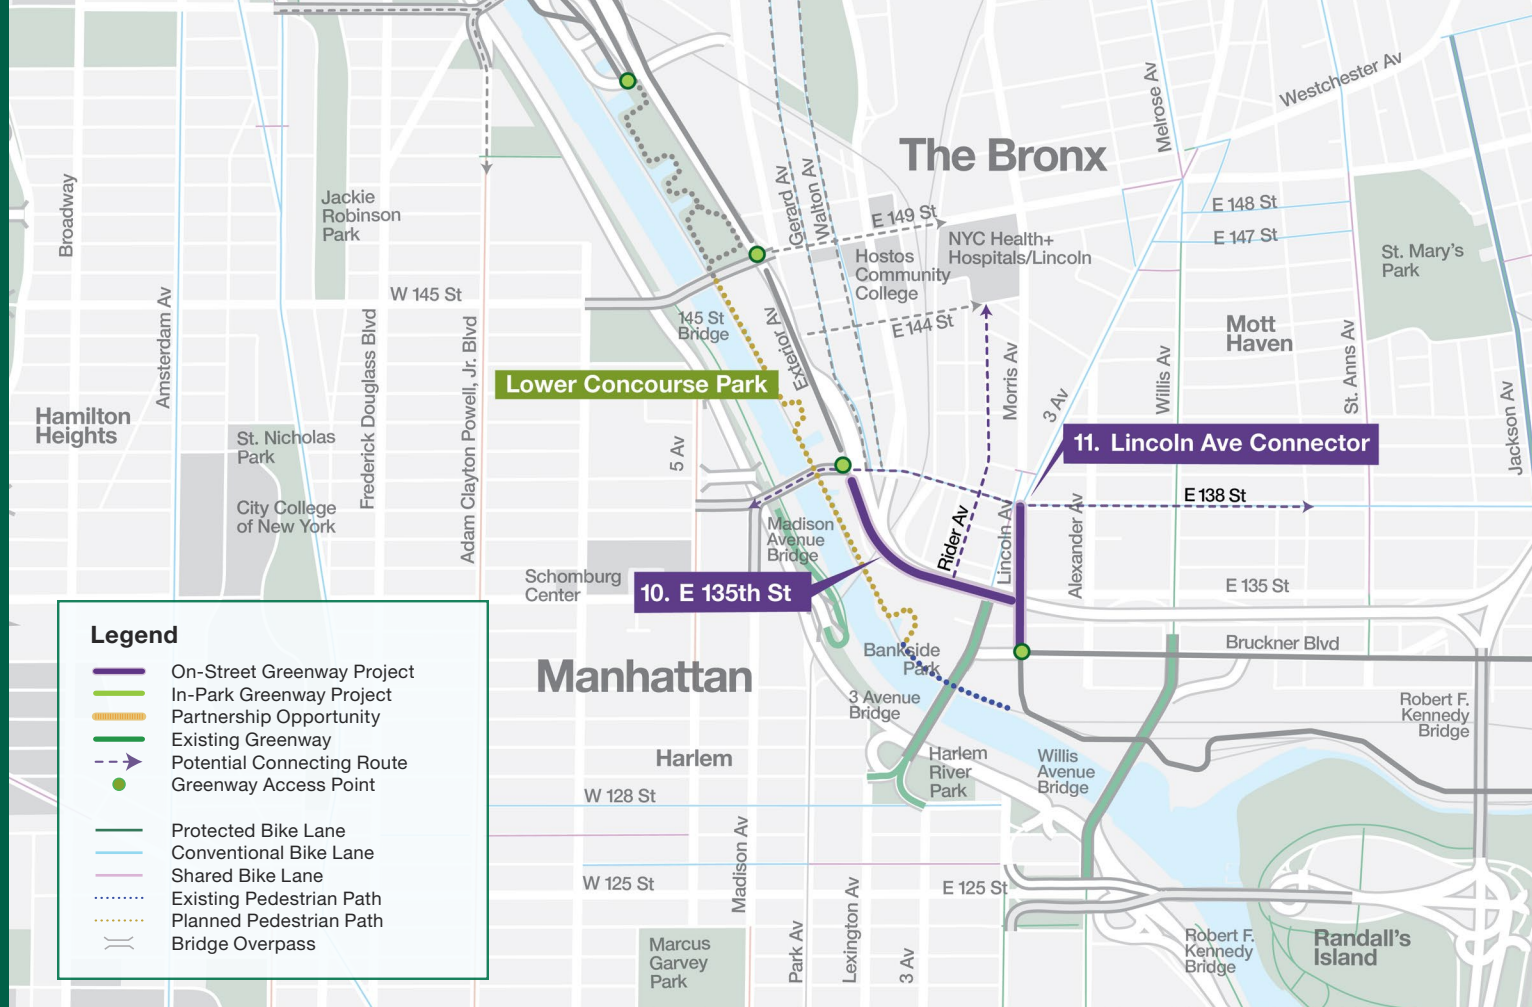 The Bronx
Westchester Av
Melrose Av
Gerard Av
Walton Av
E 149 St
E 148 St
E 147 St
NYC Health+
Hospitals/Lincoln
Hostos
Community
College
St. Mary's
Park
Broadway
Jackie
Robinson
Park
W 145 St
145 St
Bridge
Exterior Av
E 144 St
Mott
Haven
Amsterdam Av
Frederick Douglass Blvd
Adam Clayton Powell, Jr. Blvd
Lower Concourse Park
Morris Av
3 Av
Willis Av
St. Anns Av
Jackson Av
Hamilton
Heights
St. Nicholas
Park
5 Av
11. Lincoln Ave Connector
City College
of New York
Madison
Avenue
Bridge
Rider Av
Lincoln Av
Alexander Av
E 138 St
Schomburg
Center
10. E 135th St
E 135 St
Bruckner Blvd
Bankside
Park
Manhattan
3 Avenue
Bridge
Robert F.
Kennedy
Bridge
Harlem
Harlem
River
Park
Willis
Avenue
Bridge
W 128 St
Madison Av
W 125 St
E 125 St
Park Av
Lexington Av
3 Av
Marcus
Garvey
Park
Robert F.
Kennedy
Bridge
Randall's
Island
Legend
On-Street Greenway Project
In-Park Greenway Project
Partnership Opportunity
Existing Greenway
Potential Connecting Route
Greenway Access Point
Protected Bike Lane
Conventional Bike Lane
Shared Bike Lane
Existing Pedestrian Path
Planned Pedestrian Path
Bridge Overpass